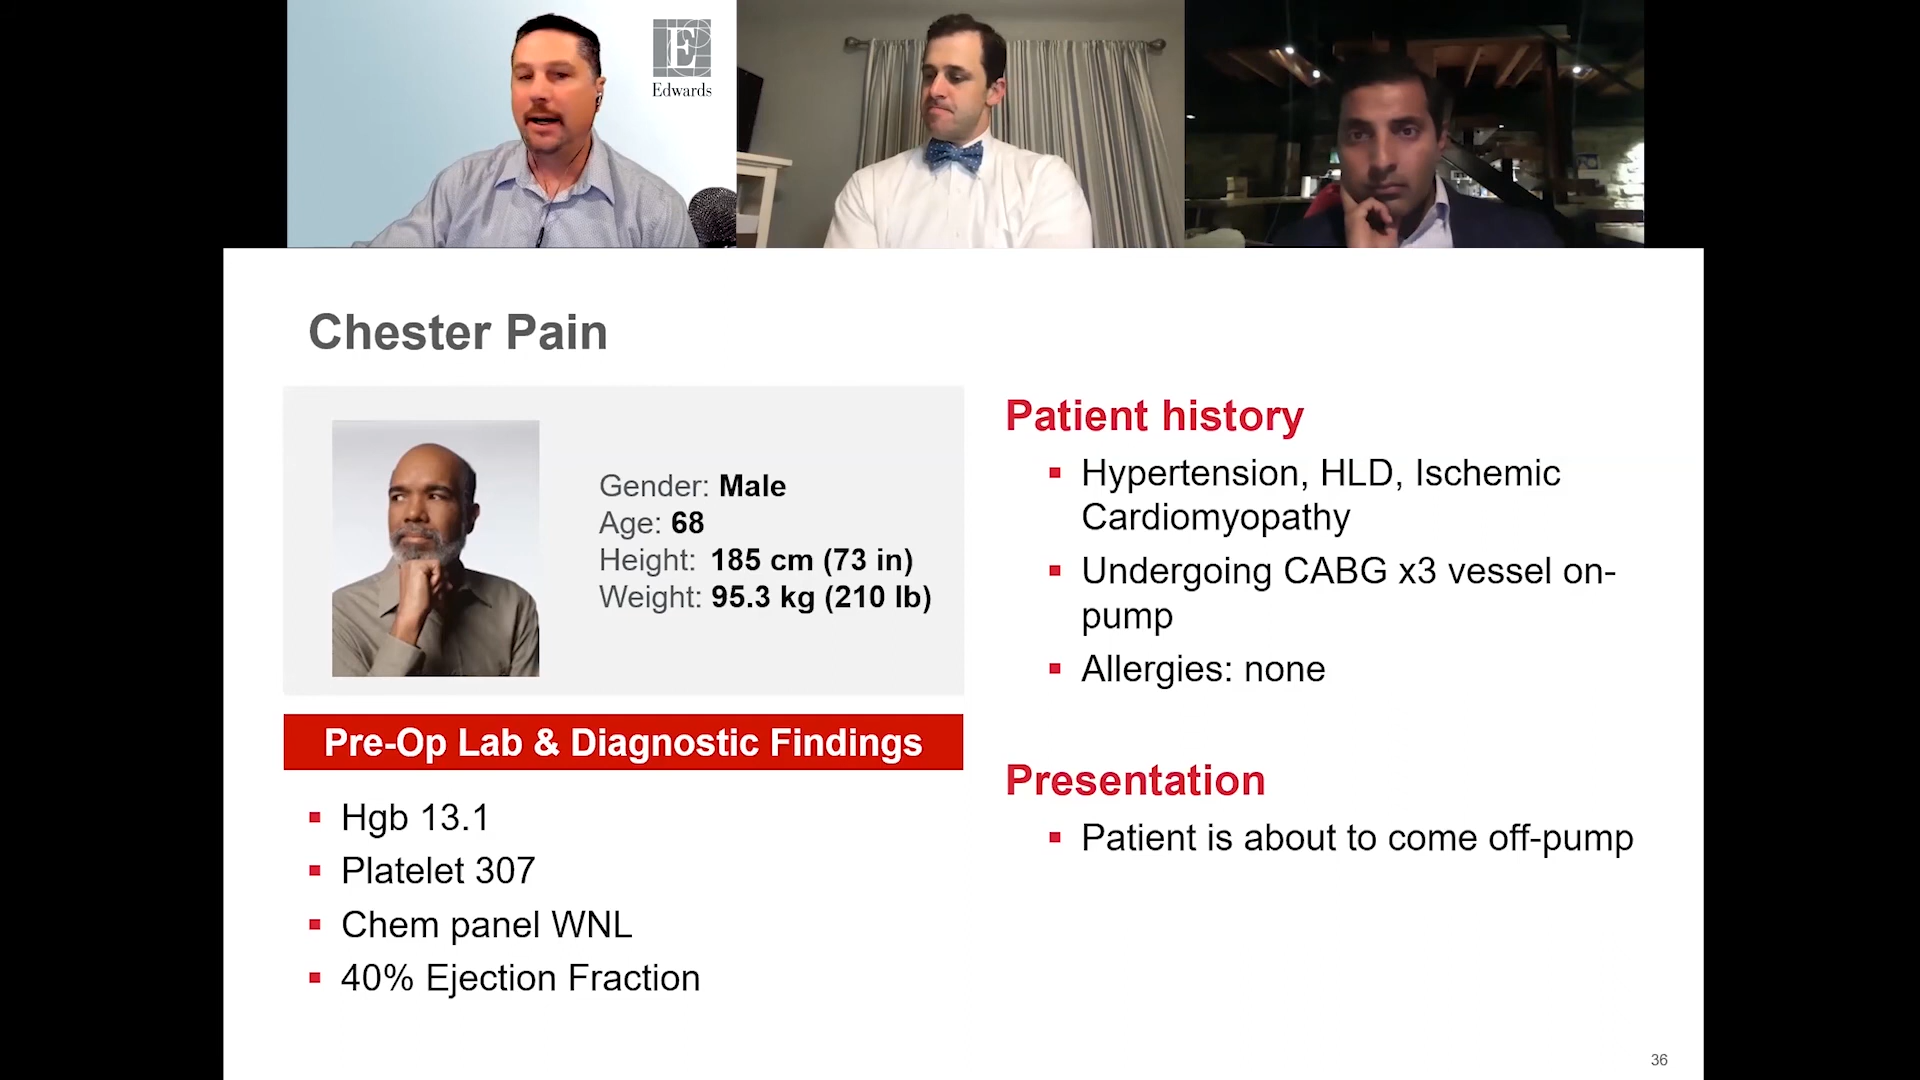 E
Edwards
Chester Pain
Gender: Male
Age: 68
Height: 185 cm (73 in)
Weight: 95.3 kg (210 lb)
Pre-Op Lab & Diagnostic Findings
Hgb 13.1
Platelet 307
Chem panel WNL
40% Ejection Fraction
Patient history
Hypertension, HLD, Ischemic
Cardiomyopathy
Undergoing CABG x3 vessel on-
pump
Allergies: none
Presentation
Patient is about to come off-pump
36